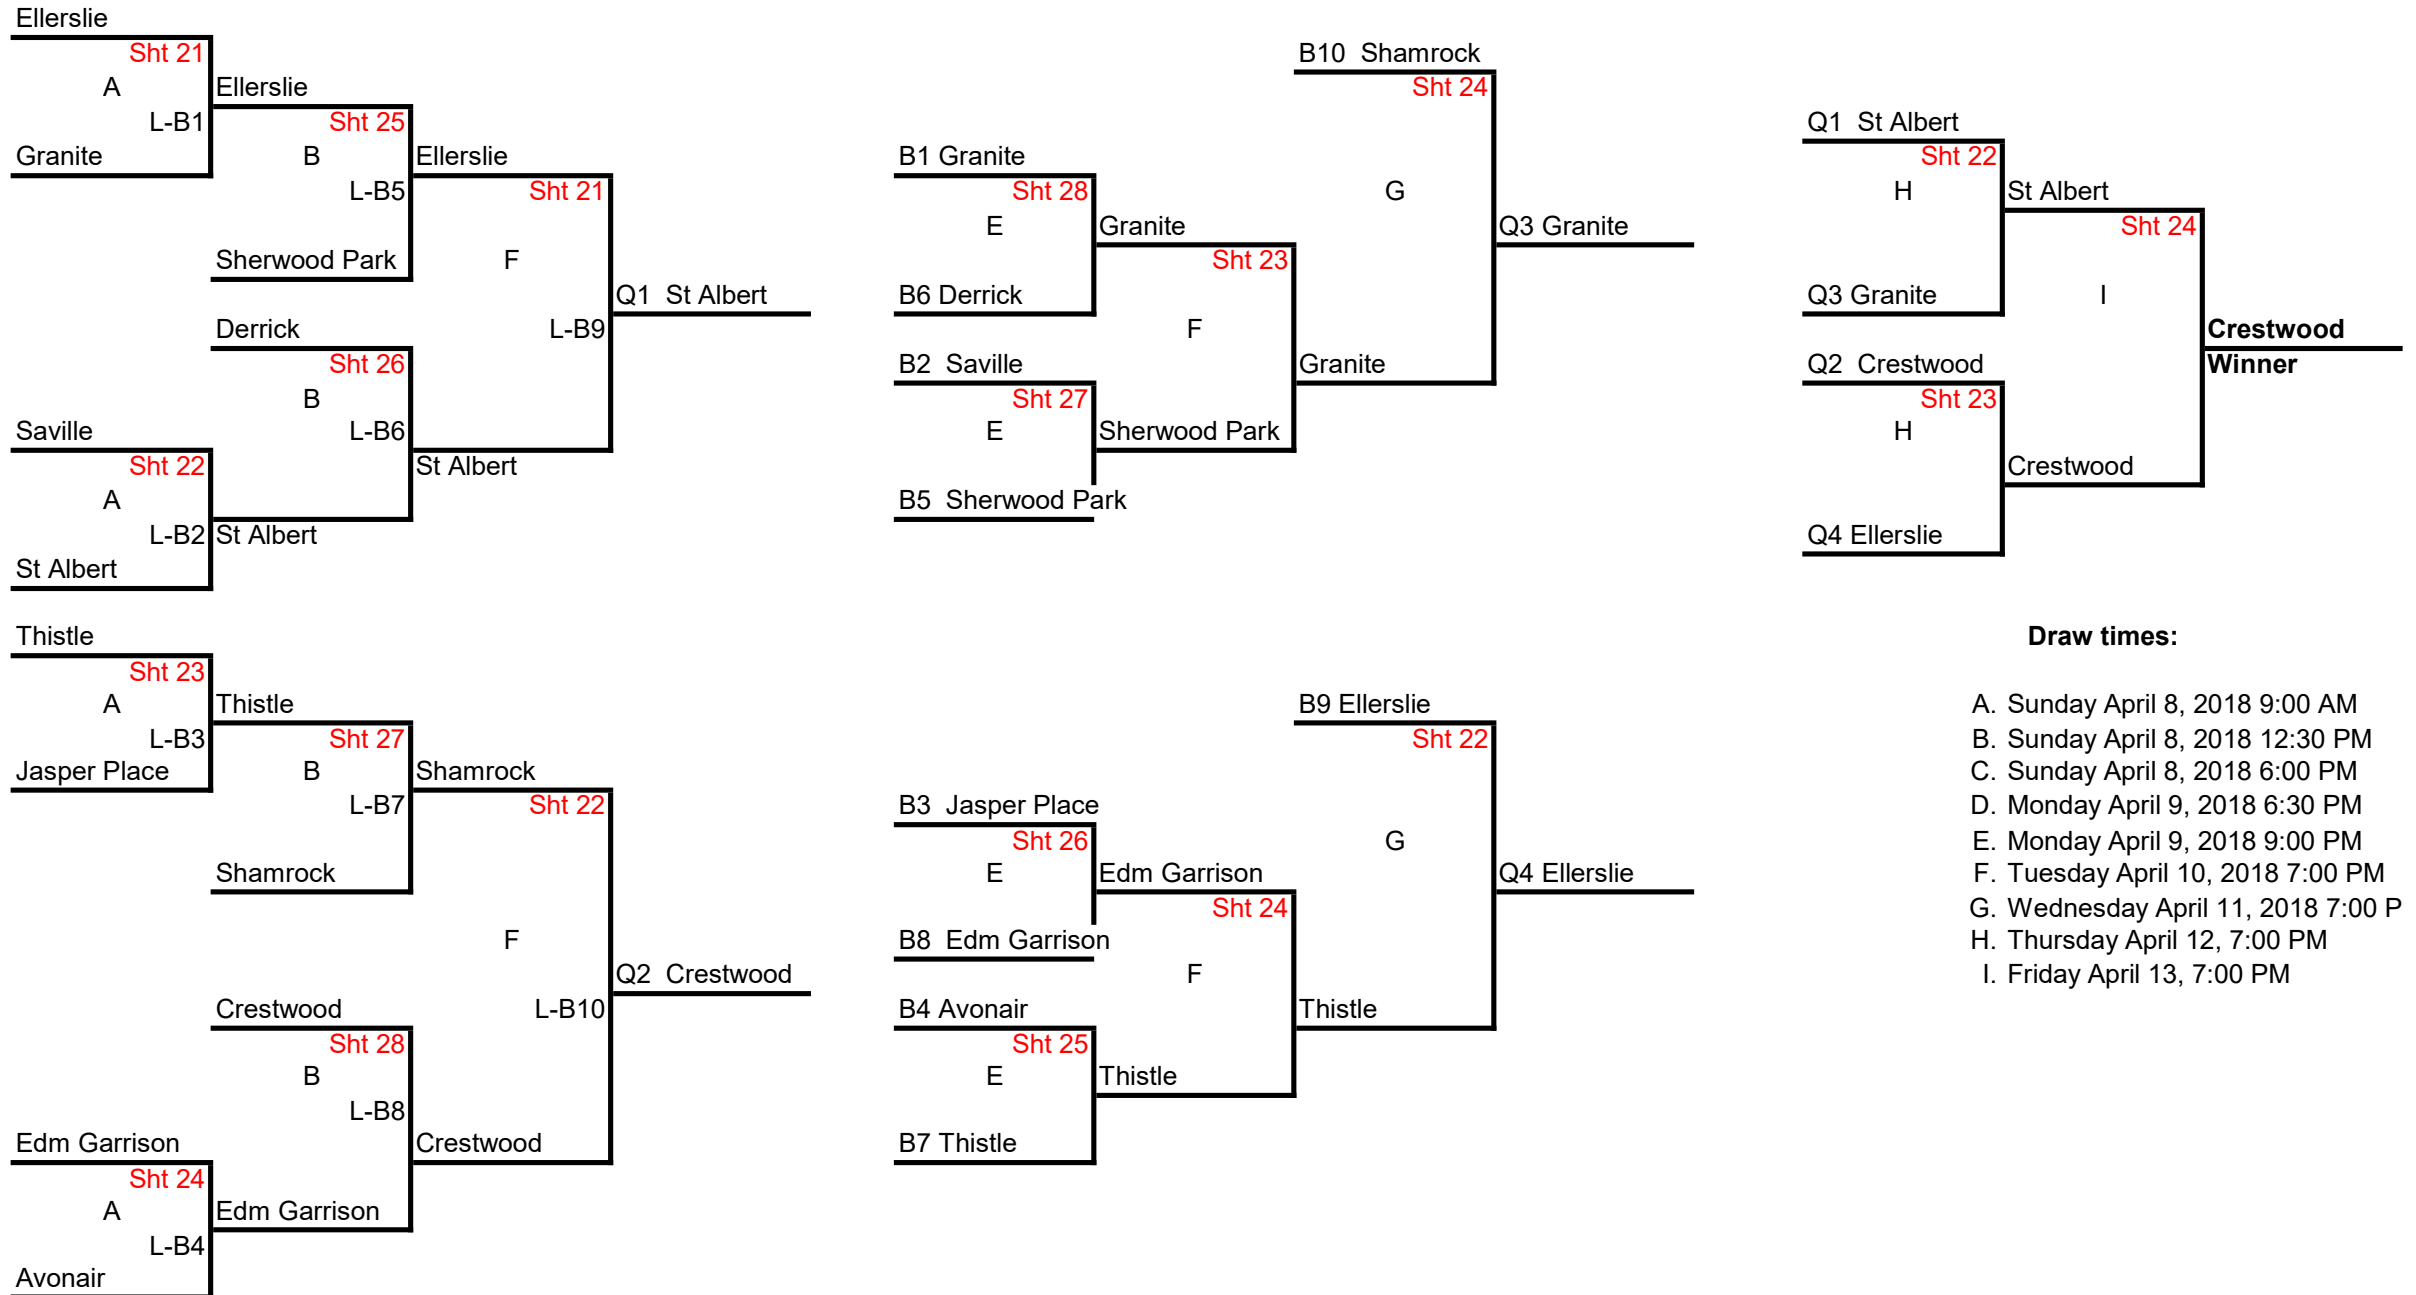 Ellerslie
Sht 21
A
L-B1
Granite
Ellerslie
Sht 25
B
L-B5
Sherwood Park
Ellerslie
Sht 21
F
L-B9
Q1 St Albert
Derrick
Sht 26
B
L-B6
St Albert
Saville
Sht 22
A
L-B2
St Albert
St Albert
Thistle
Sht 23
A
L-B3
Jasper Place
Thistle
Sht 27
B
L-B7
Shamrock
Shamrock
Sht 22
F
L-B10
Q2 Crestwood
Crestwood
Sht 28
B
L-B8
Crestwood
Edm Garrison
Sht 24
A
L-B4
Avonair
Edm Garrison
B10 Shamrock
Sht 24
G
Q3 Granite
B1 Granite
Sht 28
E
B6 Derrick
Granite
Sht 23
F
Granite
B2 Saville
Sht 27
E
B5 Sherwood Park
Sherwood Park
B9 Ellerslie
Sht 22
G
Q4 Ellerslie
B3 Jasper Place
Sht 26
E
B8 Edm Garrison
Edm Garrison
Sht 24
F
Thistle
B4 Avonair
Sht 25
E
B7 Thistle
Thistle
Q1 St Albert
Sht 22
H
Q3 Granite
St Albert
Sht 24
I
Crestwood
Winner
Q2 Crestwood
Sht 23
H
Q4 Ellerslie
Crestwood
Draw times:
A. Sunday April 8, 2018 9:00 AM
B. Sunday April 8, 2018 12:30 PM
C. Sunday April 8, 2018 6:00 PM
D. Monday April 9, 2018 6:30 PM
E. Monday April 9, 2018 9:00 PM
F. Tuesday April 10, 2018 7:00 PM
G. Wednesday April 11, 2018 7:00 P
H. Thursday April 12, 7:00 PM
I. Friday April 13, 7:00 PM